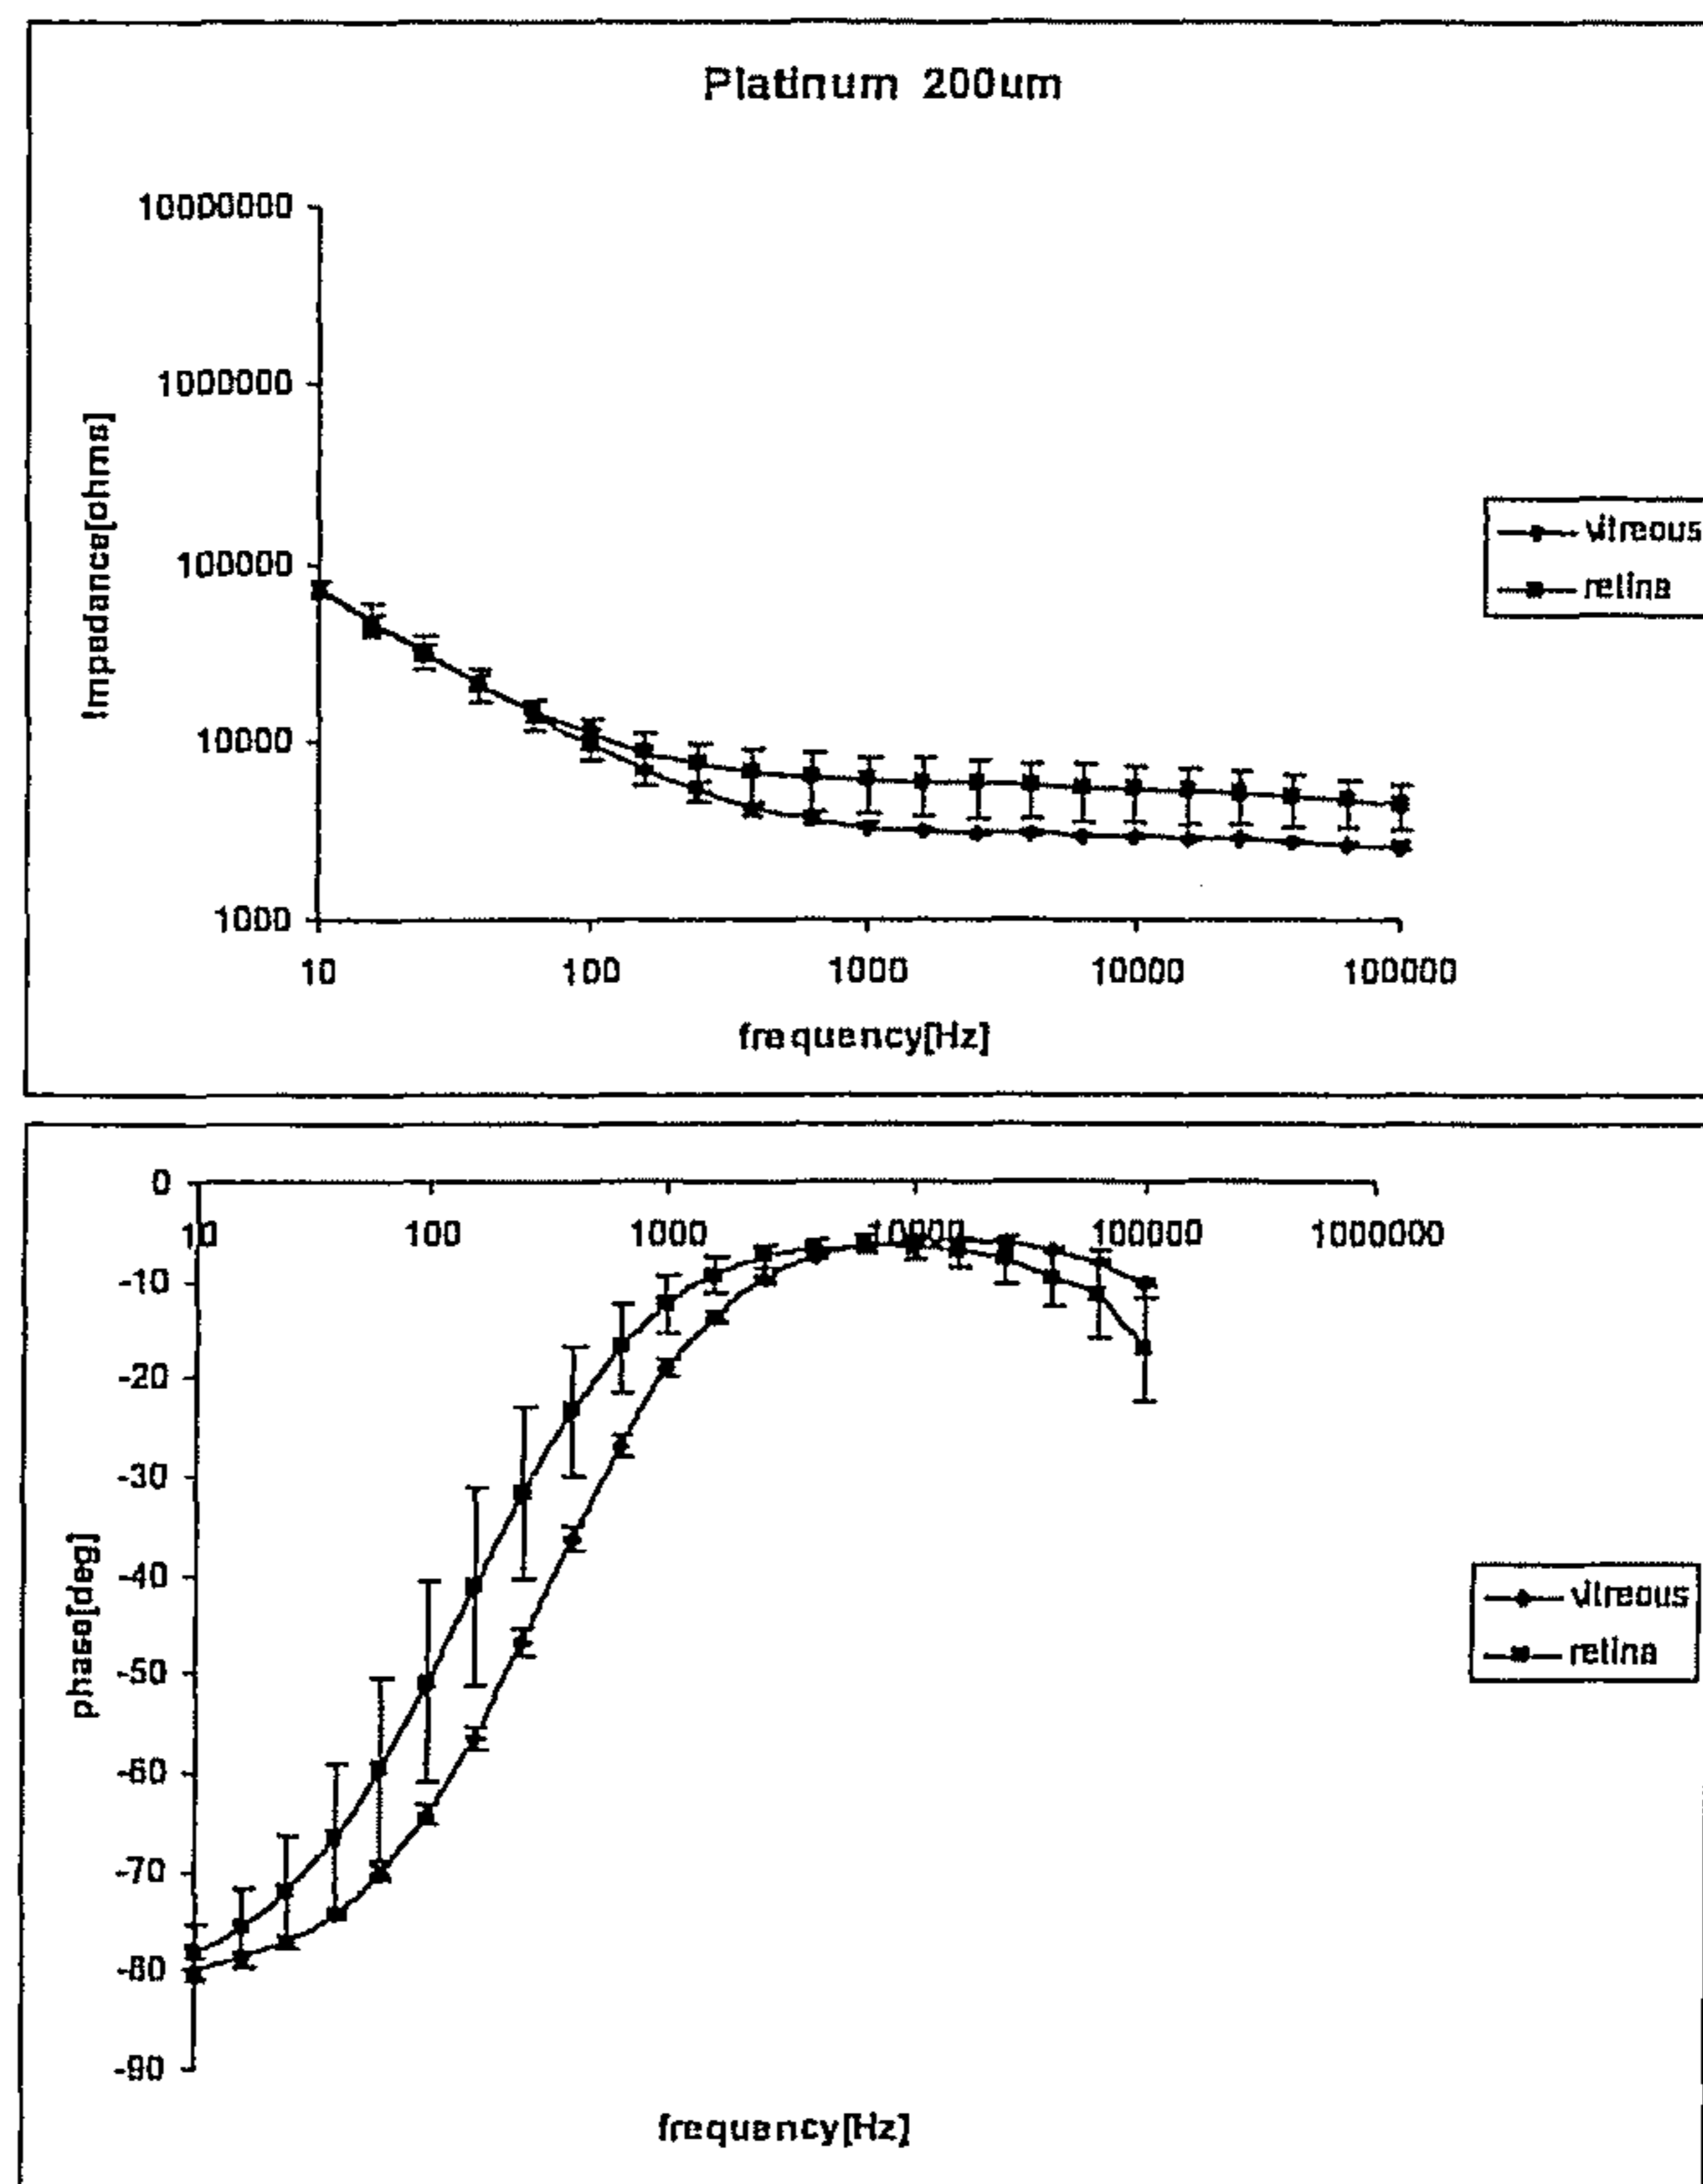 Platinum 200um
10000000
1000000
100000
10000
1000
Impedance[ohms]
10 100 1000 10000 100000
frequency[Hz]
vitreous
retina
0
10 100 1000 10000 100000 1000000
-10
-20
-30
-40
-50
-60
-70
-80
-90
phase[deg]
frequency[Hz]
vitreous
retina